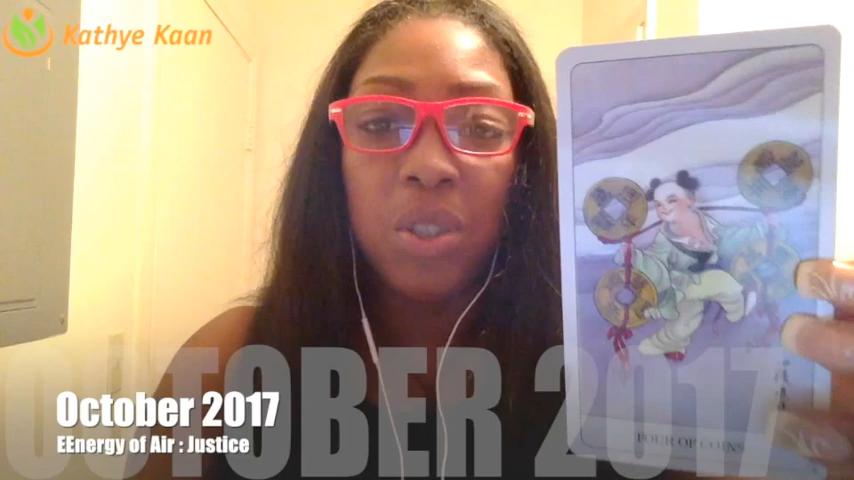 Kathye Kaan
OCTOBER 2017
October 2017
EEnergy of Air : Justice
FOUR OF COINS